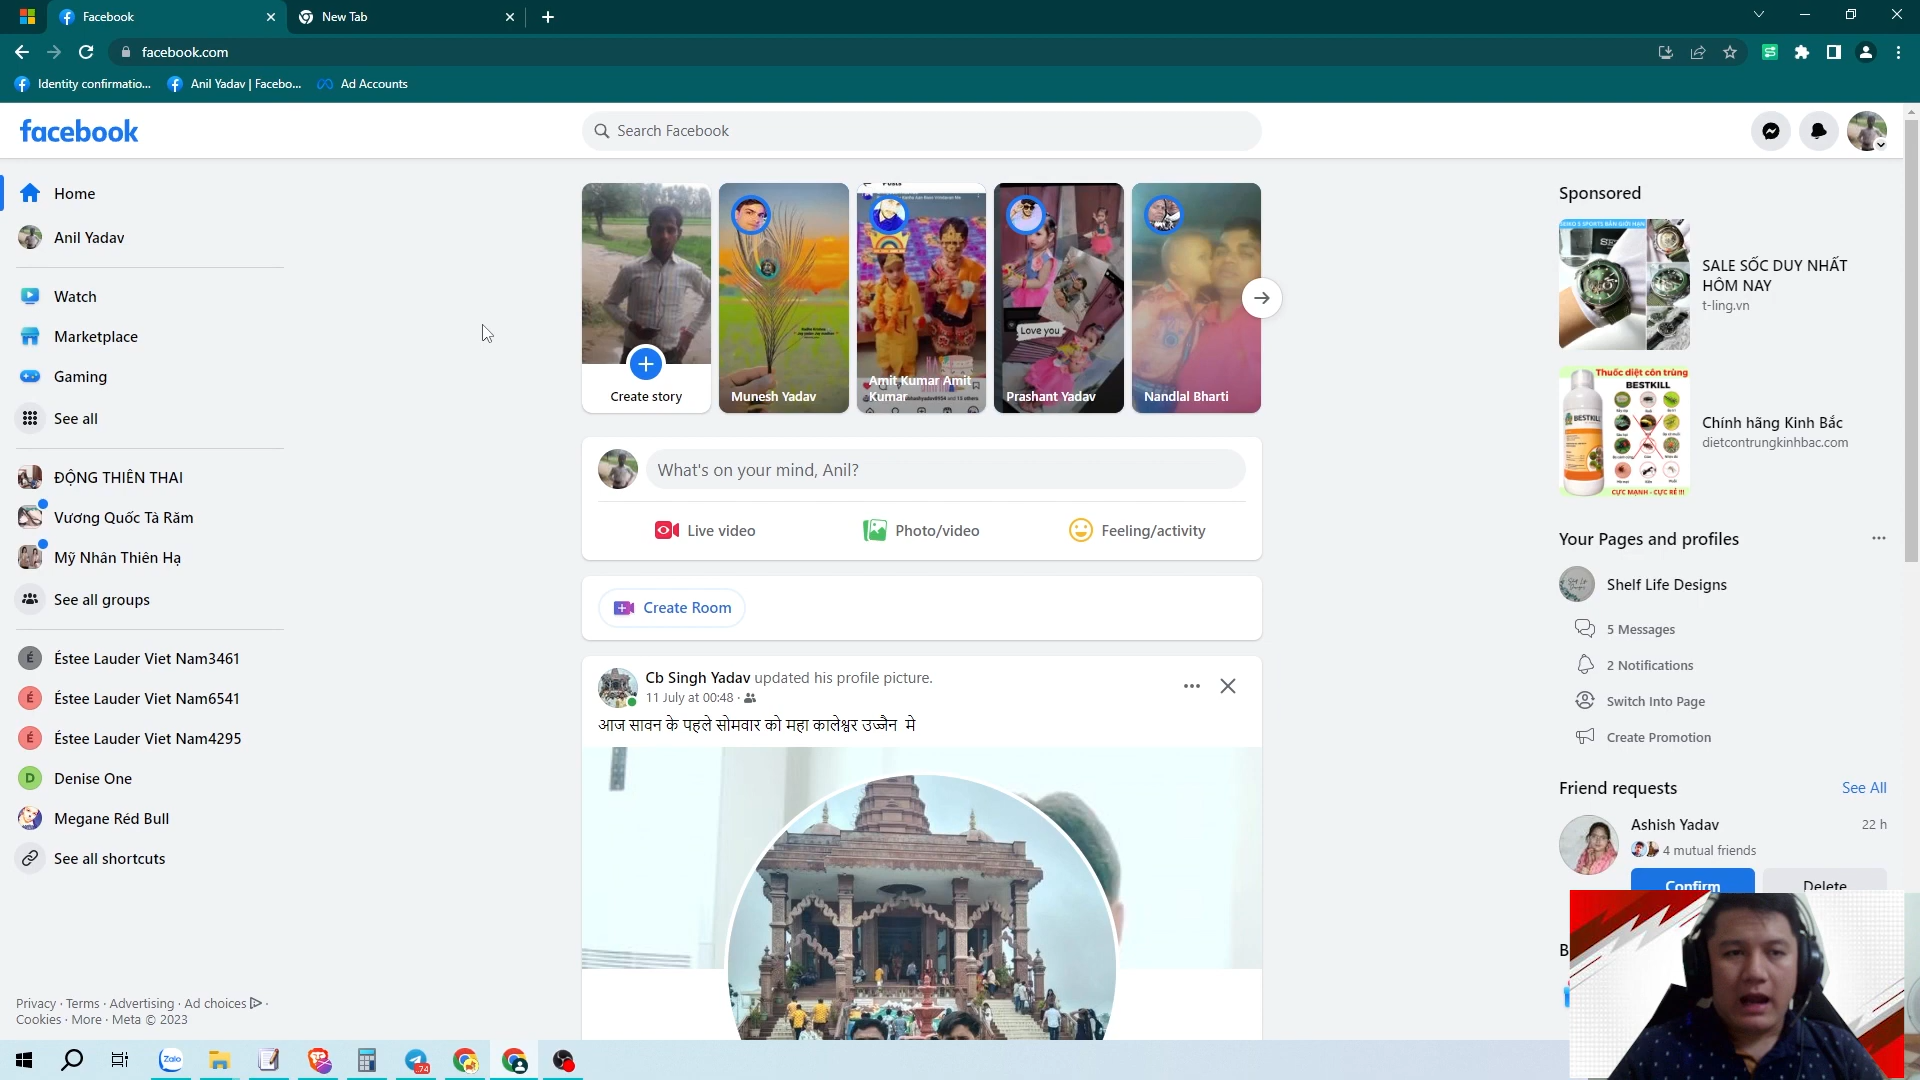 Facebook
New Tab
facebook.com
Identity confirmatio...
Anil Yadav | Facebo...
Ad Accounts
facebook
Search Facebook
Home
Anil Yadav
Watch
Marketplace
Gaming
See all
ĐỘNG THIÊN THAI
Vương Quốc Tà Răm
Mỹ Nhân Thiên Hạ
See all groups
É Éstee Lauder Viet Nam3461
É Éstee Lauder Viet Nam6541
É Éstee Lauder Viet Nam4295
D Denise One
Megane Réd Bull
See all shortcuts
Privacy · Terms · Advertising · Ad choices ·
Cookies · More · Meta © 2023
Create story
Munesh Yadav
Amit Kumar Amit
Kumar
Love you
Prashant Yadav
Nandlal Bharti
What's on your mind, Anil?
Live video
Photo/video
Feeling/activity
Create Room
Cb Singh Yadav updated his profile picture.
11 July at 00:48 ·
आज सावन के पहले सोमवार को महा कालेश्वर उज्जैन मे
Sponsored
SALE SỐC DUY NHẤT
HÔM NAY
t-ling.vn
Thuốc diệt côn trùng
BESTKILL
BESTKILL
CỰC MẠNH - CỰC RẺ !!!
Chính hãng Kinh Bắc
dietcontrungkinhbac.com
Your Pages and profiles
Shelf Life Designs
5 Messages
2 Notifications
Switch Into Page
Create Promotion
Friend requests
See All
Ashish Yadav
22 h
4 mutual friends
Confirm
Delete
Zalo
74